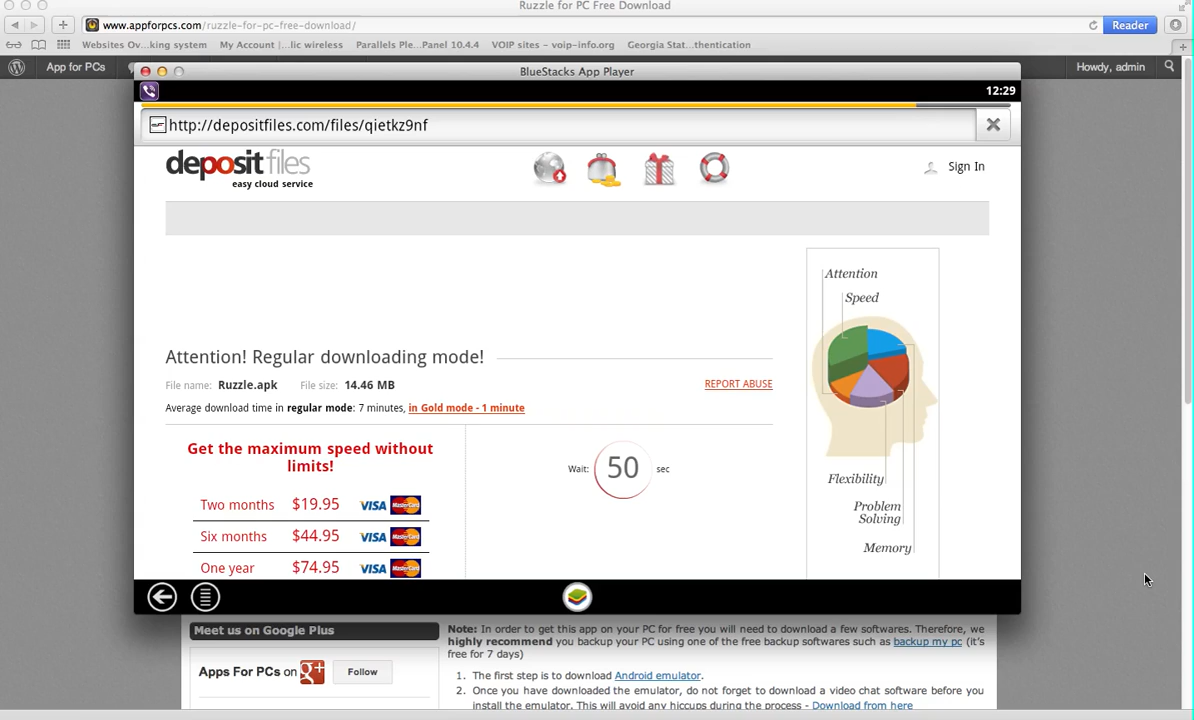 Ruzzle for PC Free Download
www.appforpcs.com/ruzzle-for-pc-free-download/
Reader
Websites Ov...king system
My Account |...lic wireless
Parallels Ple...Panel 10.4.4
VOIP sites - voip-info.org
Georgia Stat...thentication
App for PCs
Howdy, admin
BlueStacks App Player
12:29
http://depositfiles.com/files/qietkz9nf
depositfiles
easy cloud service
Sign In
Attention! Regular downloading mode!
File name: Ruzzle.apk File size: 14.46 MB
REPORT ABUSE
Average download time in regular mode: 7 minutes, in Gold mode - 1 minute
Get the maximum speed without
limits!
Two months $19.95 VISA MasterCard
Six months $44.95 VISA MasterCard
One year $74.95 VISA MasterCard
Wait: 50 sec
Attention
Speed
Flexibility
Problem
Solving
Memory
Meet us on Google Plus
Apps For PCs on g+ Follow
Note: In order to get this app on your PC for free you will need to download a few softwares. Therefore, we
highly recommend you backup your PC using one of the free backup softwares such as backup my pc (it's
free for 7 days)
1. The first step is to download Android emulator.
2. Once you have downloaded the emulator, do not forget to download a video chat software before you
install the emulator. This will avoid any hiccups during the process - Download from here